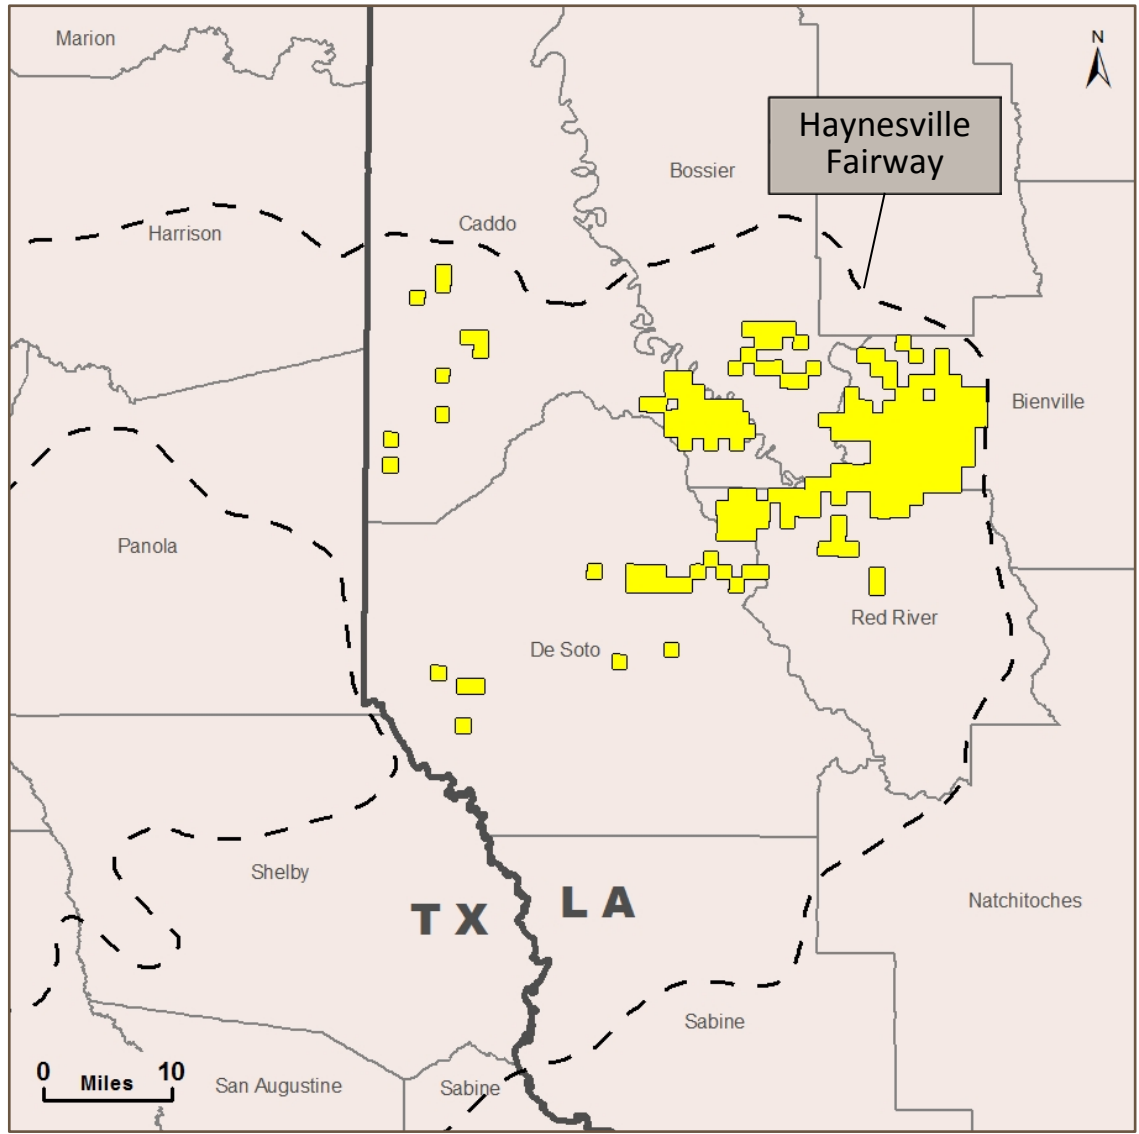 Marion
N
Haynesville
Fairway
Bossier
Caddo
Harrison
Bienville
Panola
Red River
De Soto
Shelby
TX
LA
Natchitoches
Sabine
0 Miles 10
San Augustine
Sabine